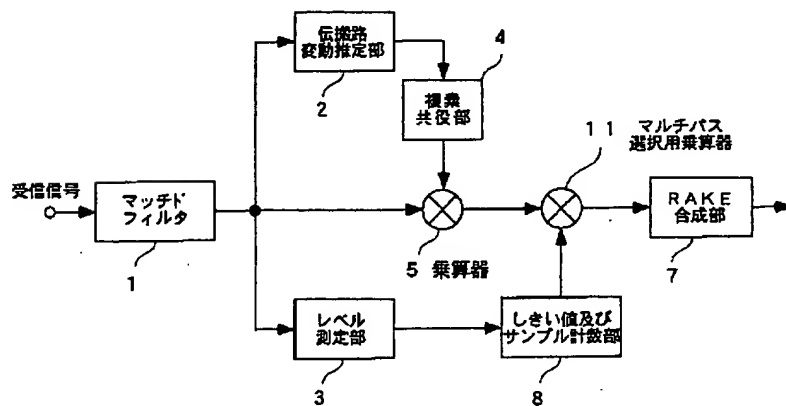 伝搬路
変動推定部
2
4
複素
共役部
11 マルチパス
選択用乗算器
受信信号
マッチド
フィルタ
1
5 乗算器
RAKE
合成部
7
レベル
測定部
3
しきい値及び
サンプル計数部
8